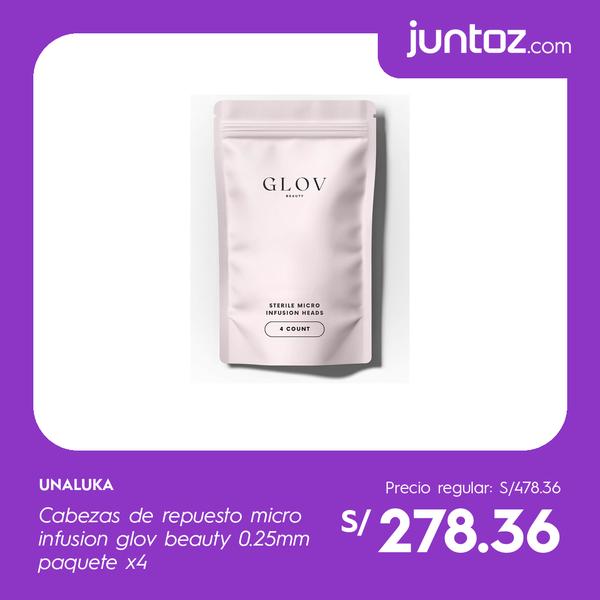 juntoz.com
GLOV
BEAUTY
STERILE MICRO
INFUSION HEADS
4 COUNT
UNALUKA
Cabezas de repuesto micro
infusion glov beauty 0.25mm
paquete x4
Precio regular: S/478.36
S/ 278.36